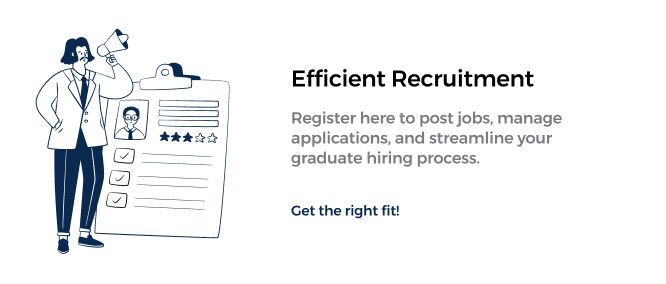 Efficient Recruitment
Register here to post jobs, manage
applications, and streamline your
graduate hiring process.
Get the right fit!